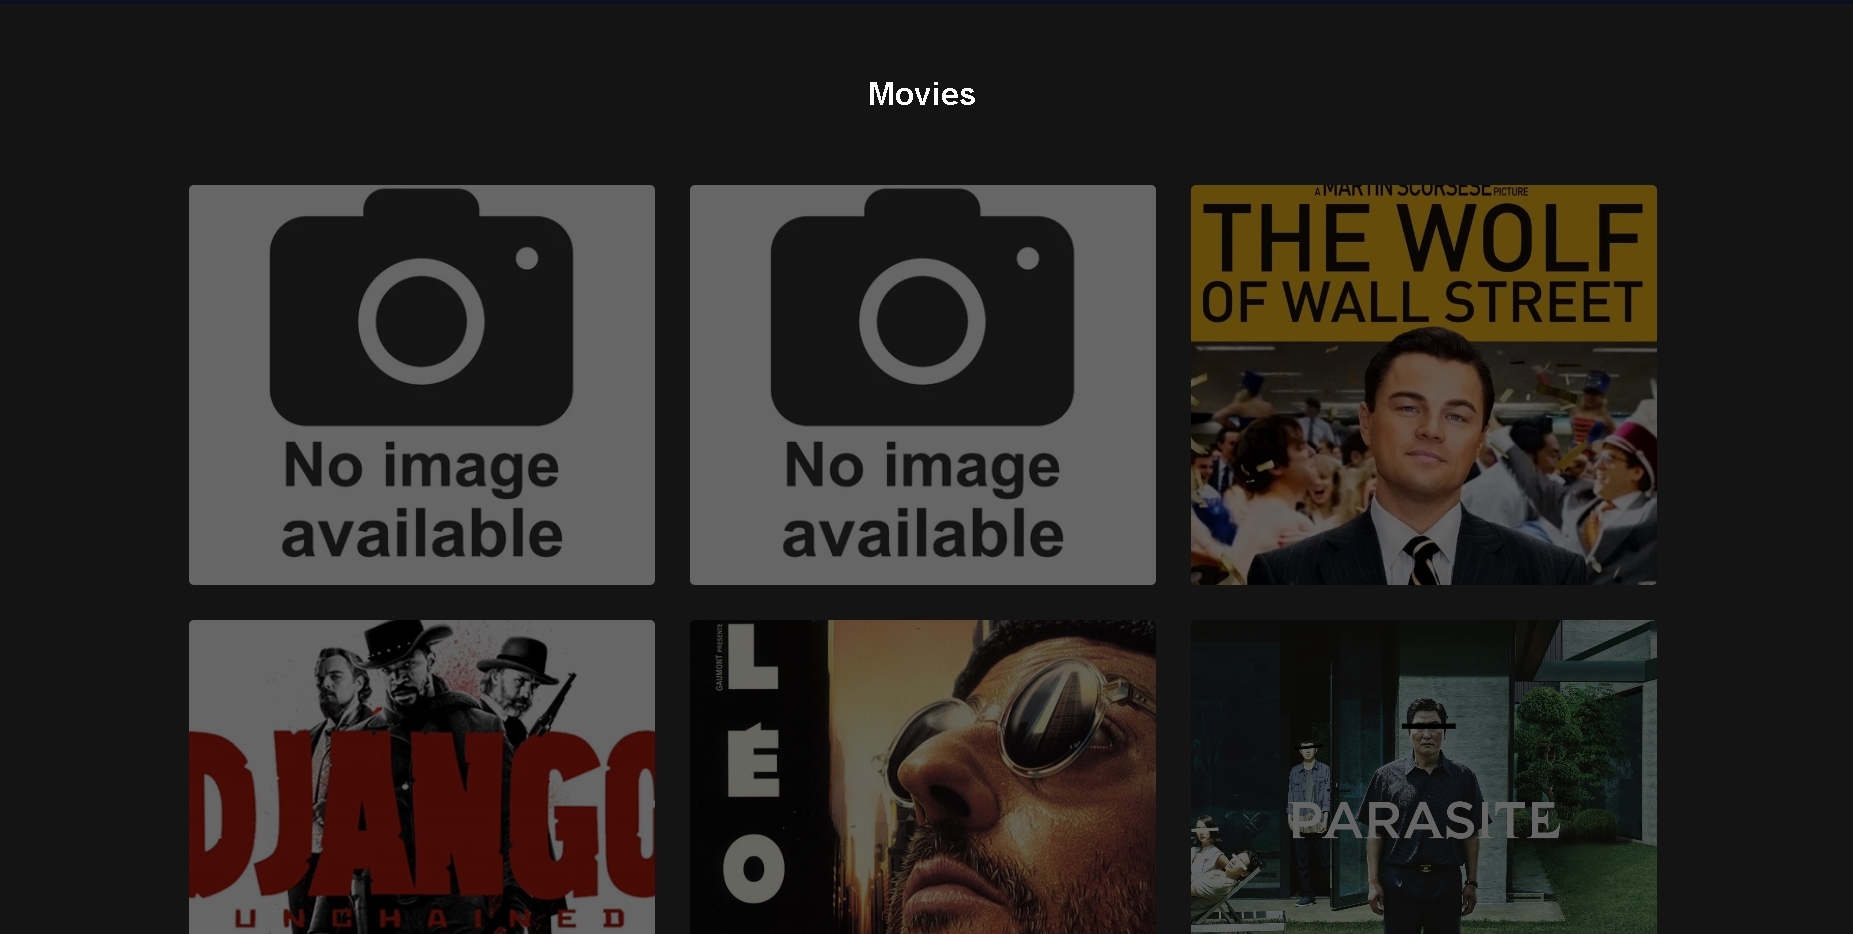 Movies
No image
available
No image
available
A MARTIN SCORSESE PICTURE
THE WOLF
OF WALL STREET
DJANGO
UNCHAINED
GAUMONT PRESENTE
L
É
O
PARASITE